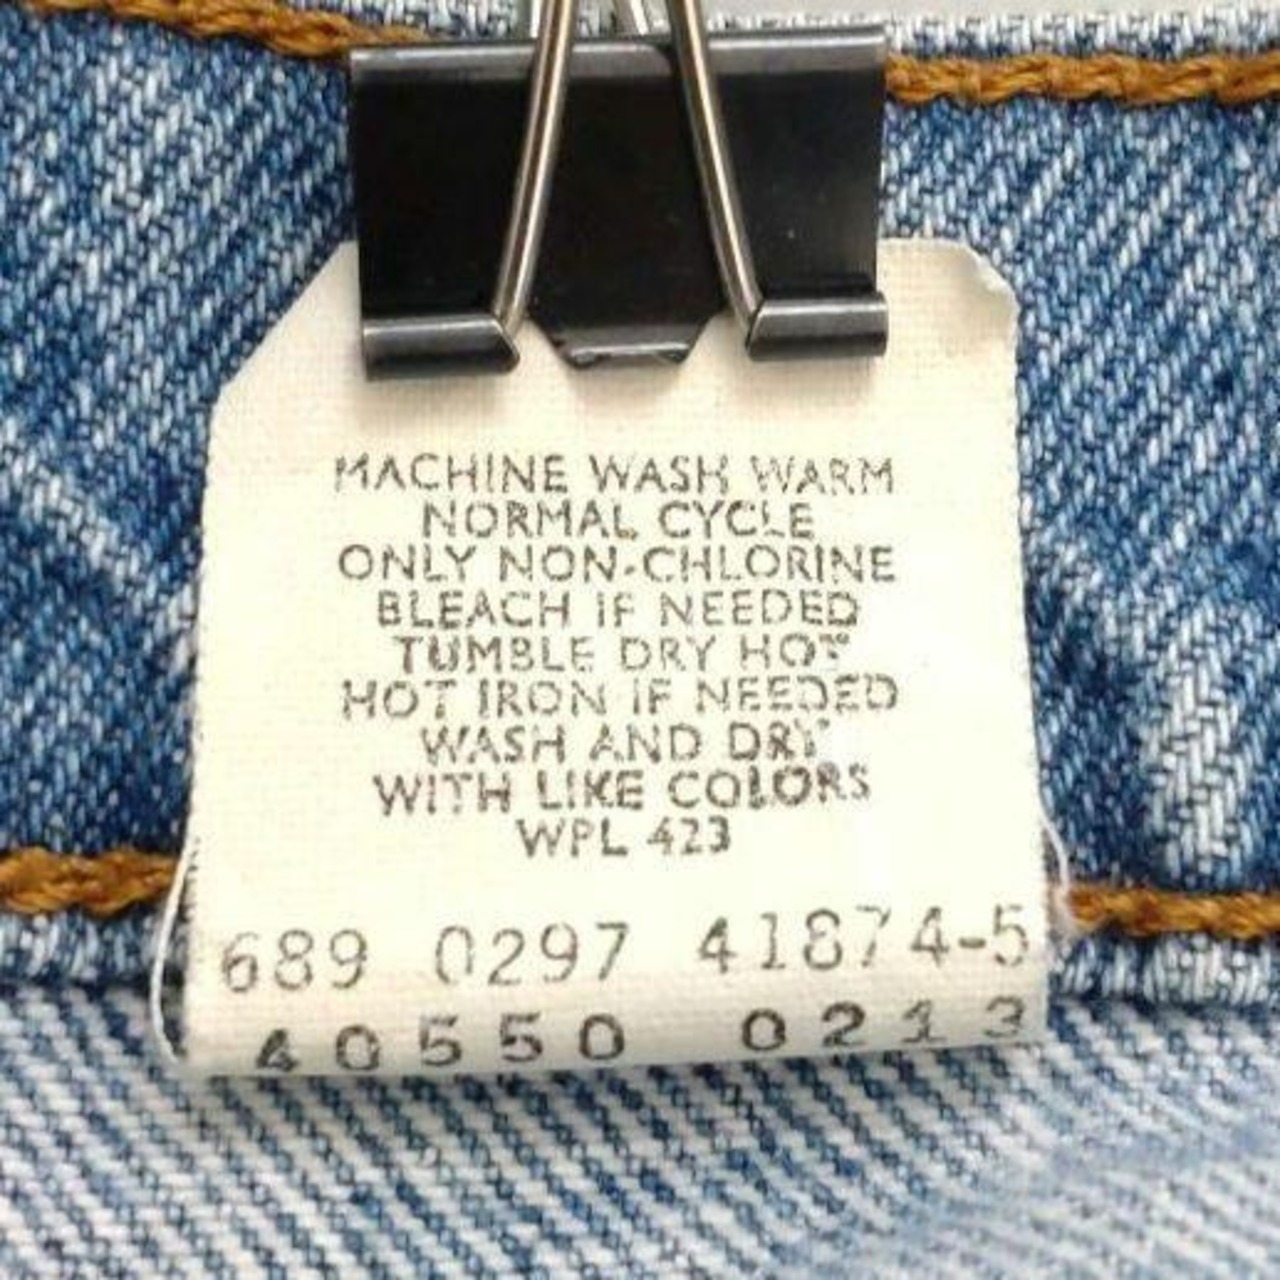 MACHINE WASH WARM
NORMAL CYCLE
ONLY NON-CHLORINE
BLEACH IF NEEDED
TUMBLE DRY HOT
HOT IRON IF NEEDED
WASH AND DRY
WITH LIKE COLORS
WPL 423
689 0297 41874-5
40550 0213